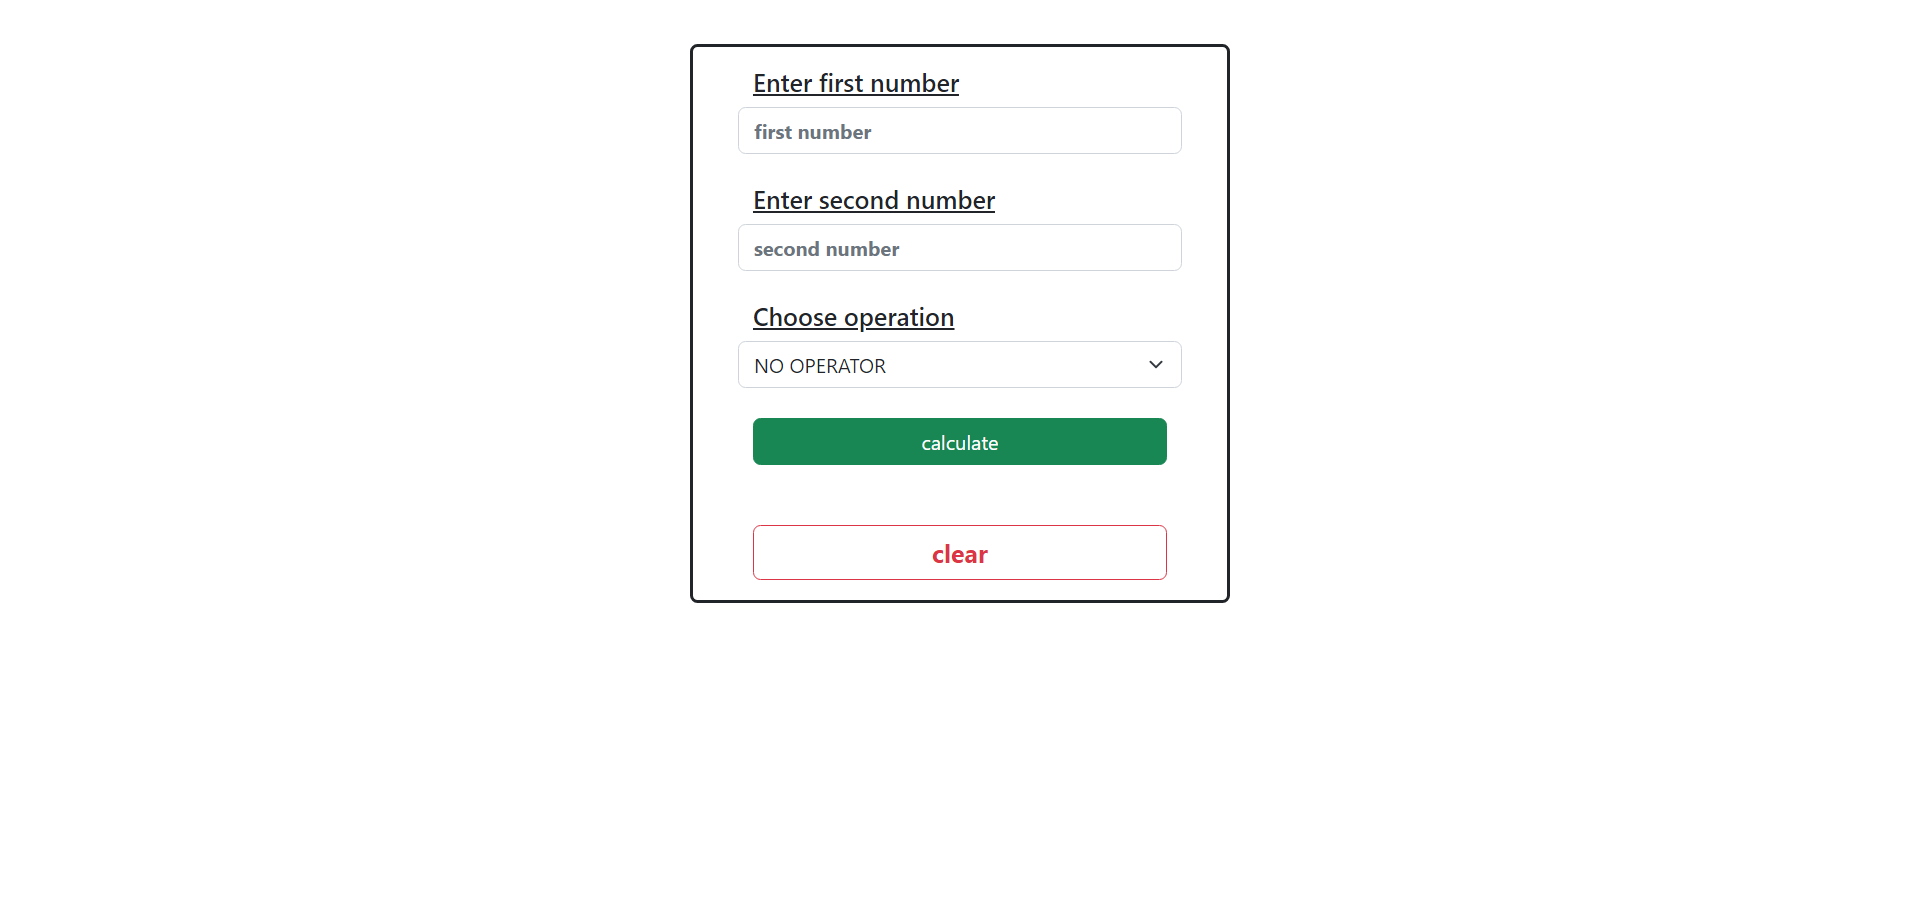 Enter first number
first number
Enter second number
second number
Choose operation
NO OPERATOR
calculate
clear